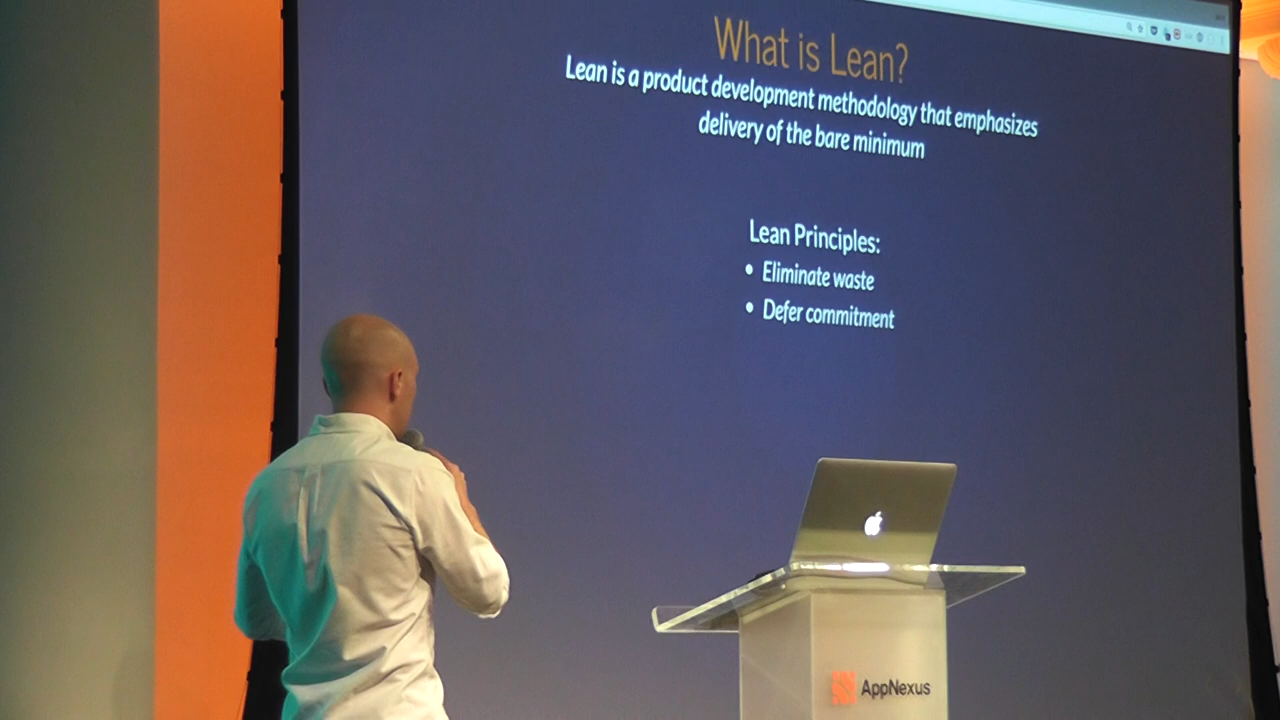 What is Lean?
Lean is a product development methodology that emphasizes
delivery of the bare minimum
Lean Principles:
• Eliminate waste
• Defer commitment
AppNexus